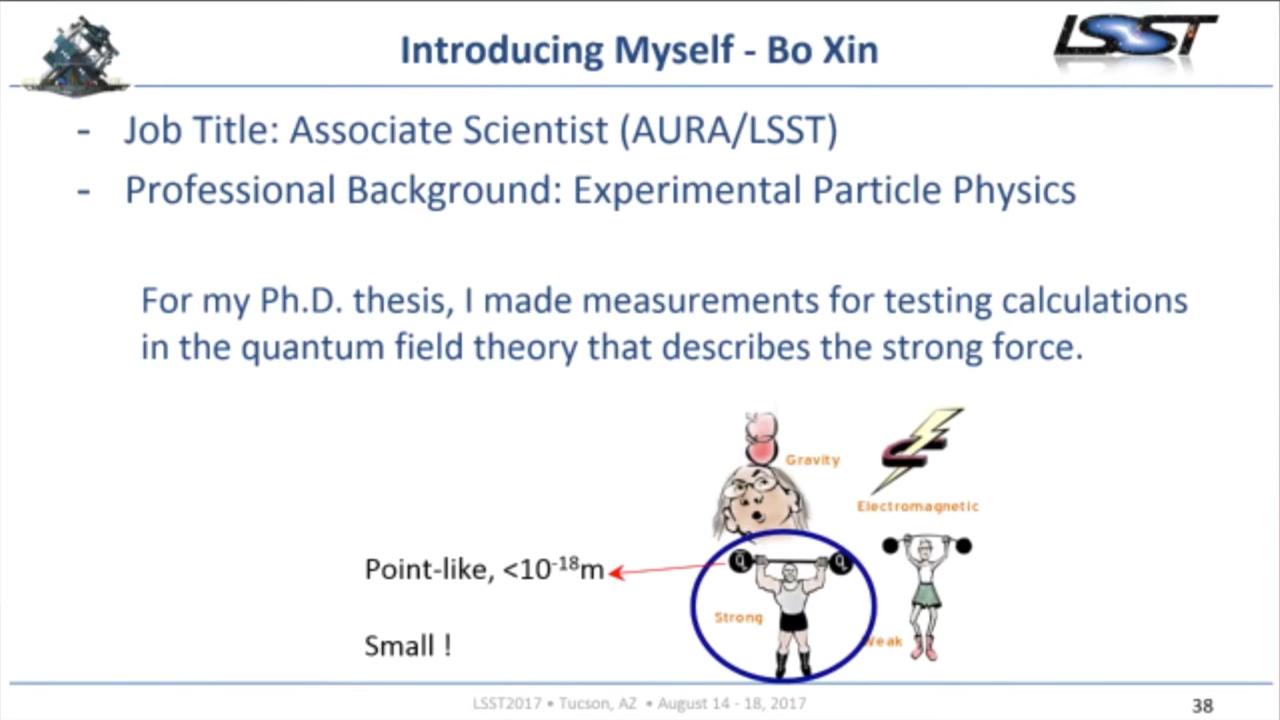 LSST
Introducing Myself - Bo Xin
- Job Title: Associate Scientist (AURA/LSST)
- Professional Background: Experimental Particle Physics
For my Ph.D. thesis, I made measurements for testing calculations
in the quantum field theory that describes the strong force.
Gravity
Electromagnetic
Point-like, <10⁻¹⁸m
q q
Strong
Weak
Small !
LSST2017 • Tucson, AZ • August 14 - 18, 2017
38